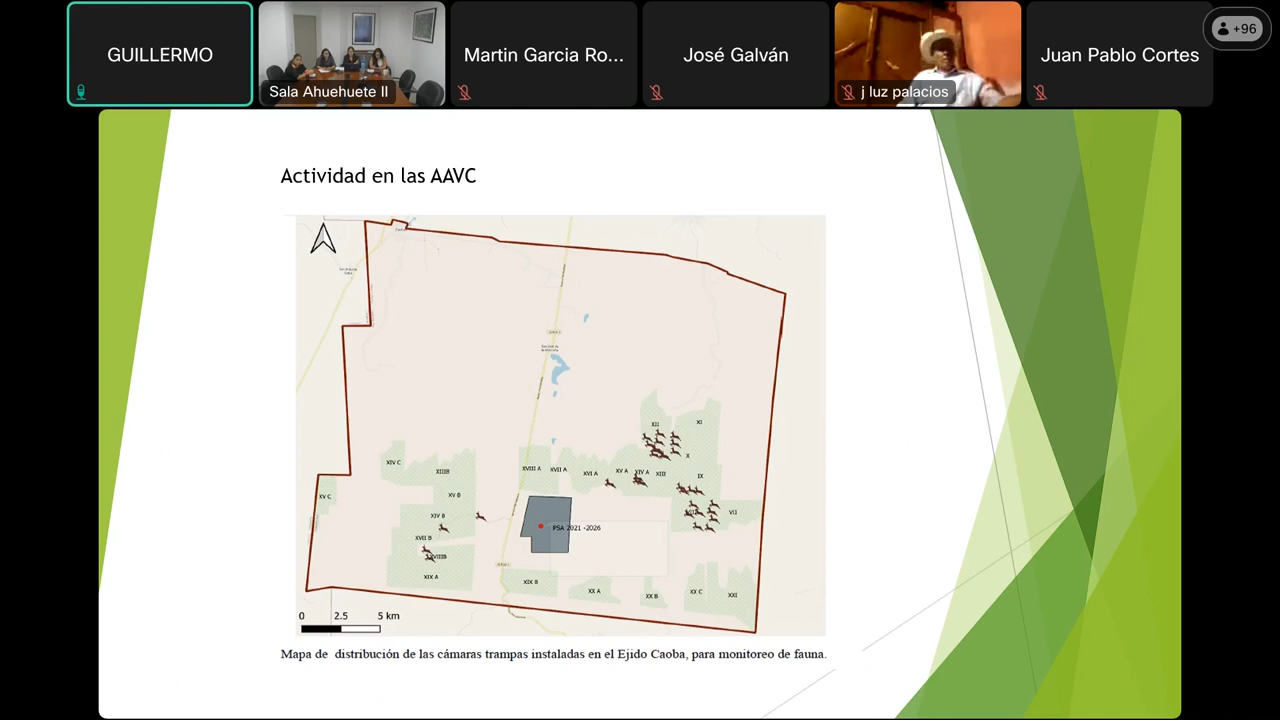 GUILLERMO
Sala Ahuehuete II
Martin Garcia Ro...
José Galván
j luz palacios
Juan Pablo Cortes
+96
Actividad en las AAVC
XII
XI
X
XIV C
XIIIB
XVIII A
XVII A
XVI A
XV A
XIV A
XIII
IX
XV C
XV B
XIV B
VII
PSA 2021 -2026
XVII B
XVIIIB
XIX A
XIX B
XX A
XX B
XX C
XXI
0 2.5 5 km
Mapa de distribución de las cámaras trampas instaladas en el Ejido Caoba, para monitoreo de fauna.